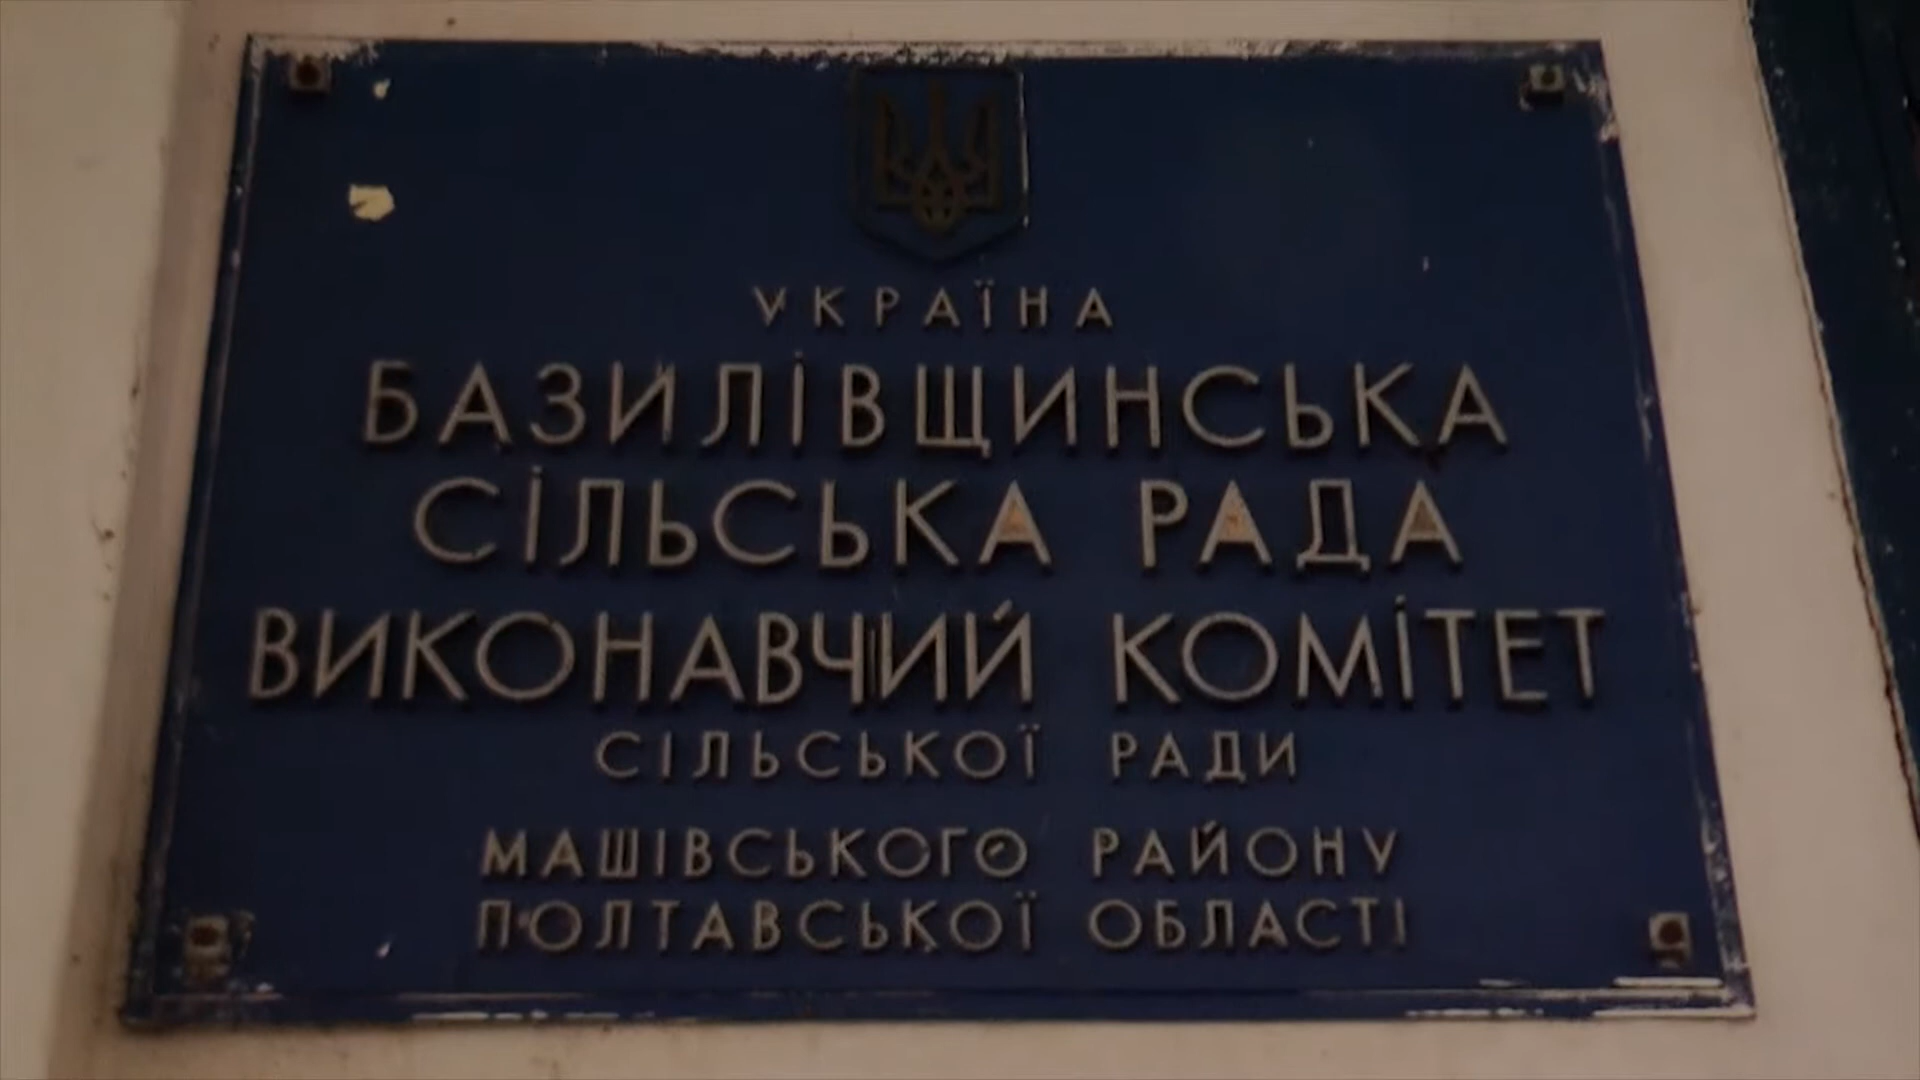 УКРАЇНА
БАЗИЛІВЩИНСЬКА
СІЛЬСЬКА РАДА
ВИКОНАВЧИЙ КОМІТЕТ
СІЛЬСЬКОЇ РАДИ
МАШІВСЬКОГО РАЙОНУ
ПОЛТАВСЬКОЇ ОБЛАСТІ